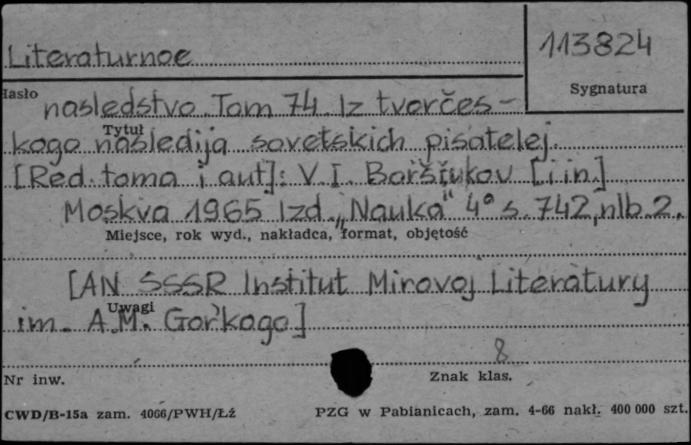 Literaturnoe
113824
Hasło
Sygnatura
nasledstvo. Tom 74. Iz tvorčes-
Tytuł
kogo nasledija sovetskich pisatelej.
[Red. toma i aut]: V. I. Borščukov [i in.]
Moskva 1965 Izd. „Nauka" 4° s. 742, nlb. 2.
Miejsce, rok wyd., nakładca, format, objętość
[AN SSSR Institut Mirovoj Literatury
Uwagi
im. A.M. Gor'kogo]
8
Nr inw.
Znak klas.
CWD/B-15a zam. 4066/PWH/Łź
PZG w Pabianicach, zam. 4-66 nakł. 400 000 szt.